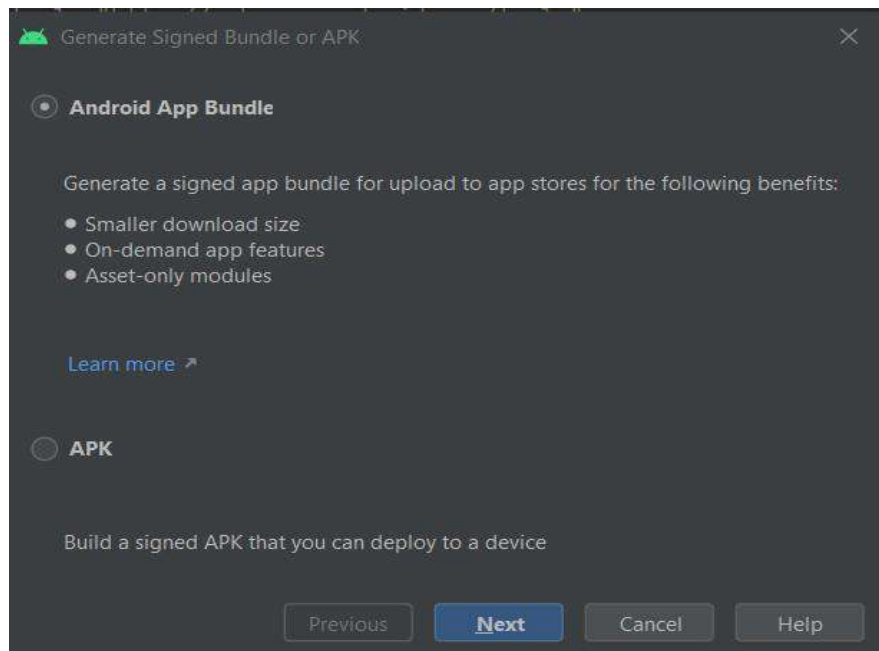 Generate Signed Bundle or APK
Android App Bundle
Generate a signed app bundle for upload to app stores for the following benefits:
Smaller download size
On-demand app features
Asset-only modules
Learn more ↗
APK
Build a signed APK that you can deploy to a device
Previous
Next
Cancel
Help